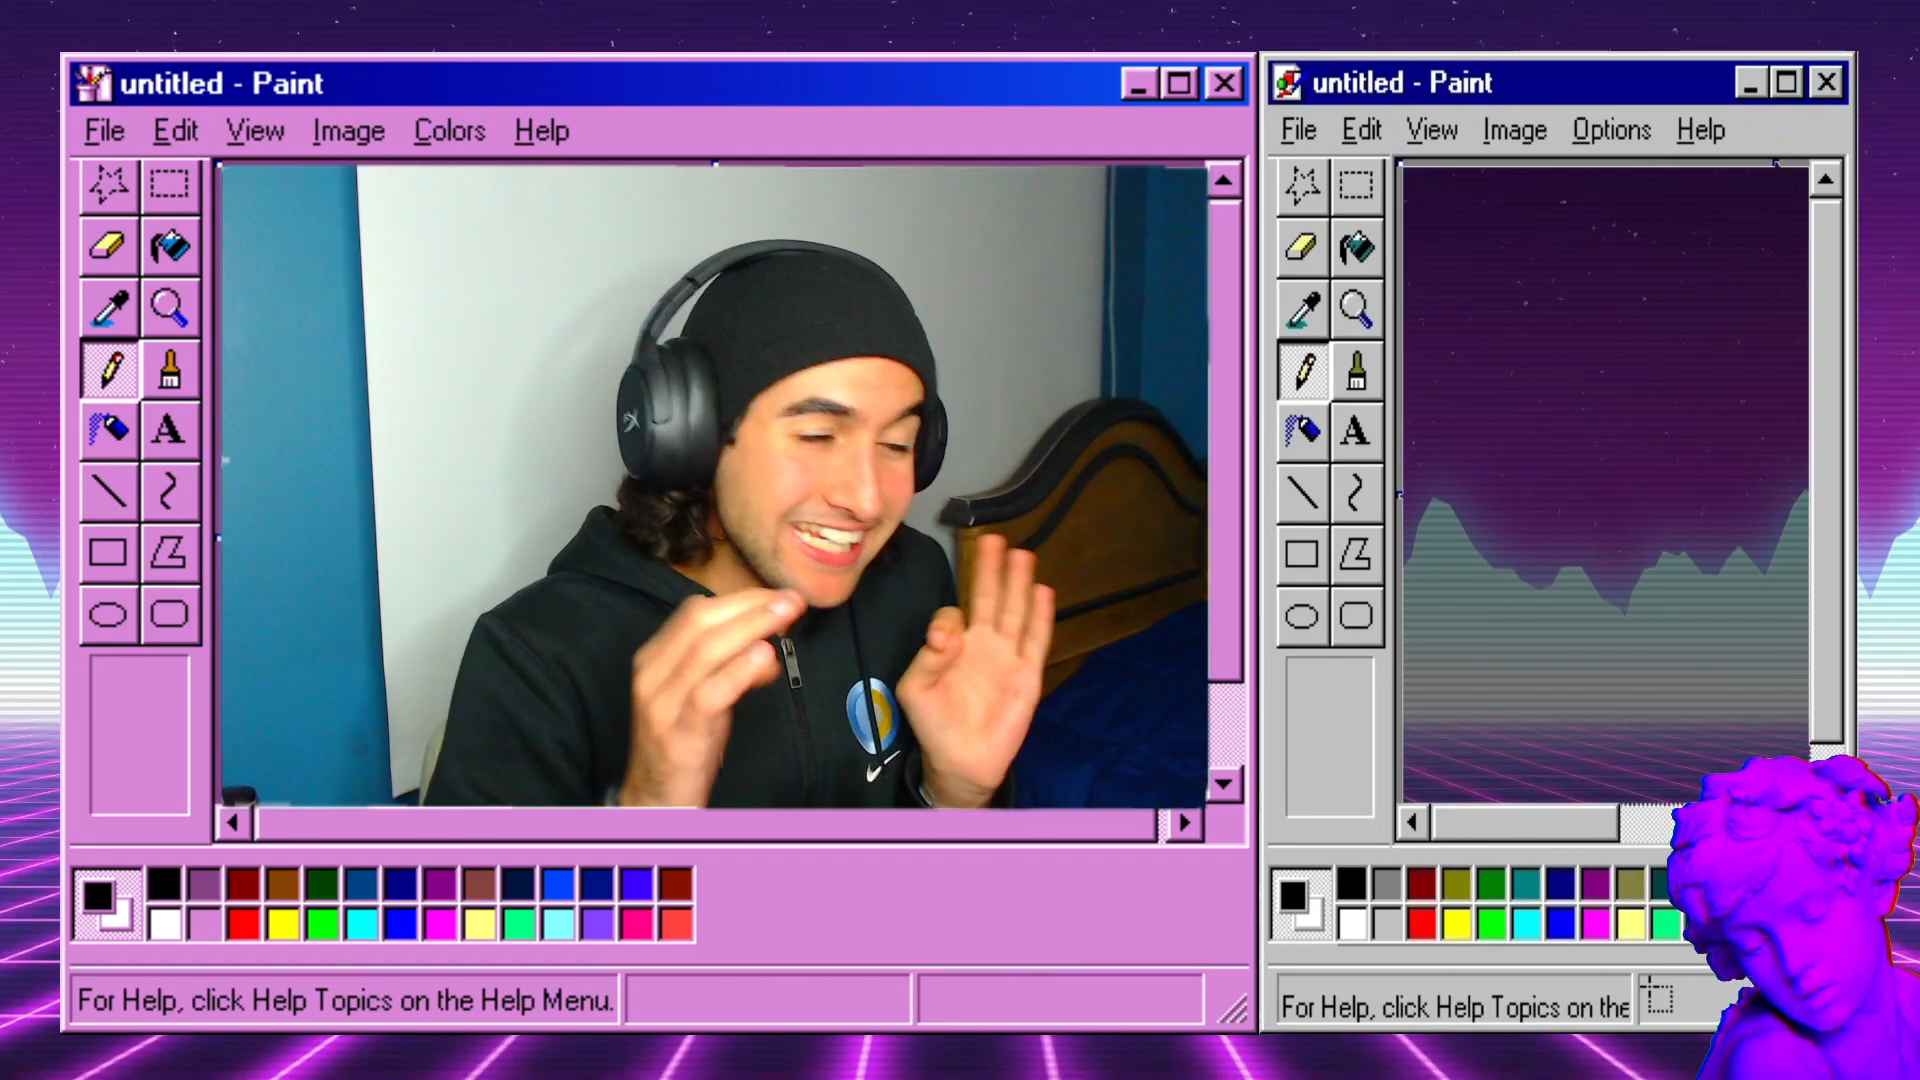 untitled - Paint
File Edit View Image Colors Help
A
For Help, click Help Topics on the Help Menu.
untitled - Paint
File Edit View Image Options Help
A
For Help, click Help Topics on the